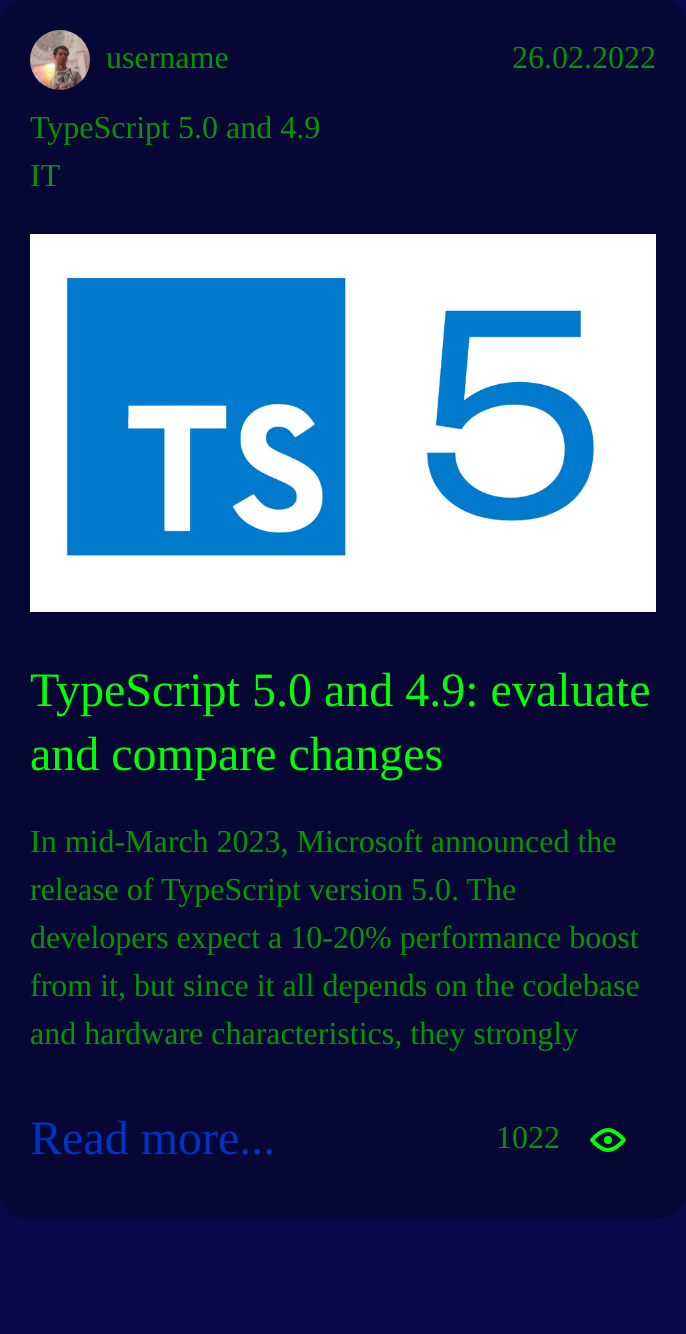 username 26.02.2022
TypeScript 5.0 and 4.9
IT
TS 5
TypeScript 5.0 and 4.9: evaluate
and compare changes
In mid-March 2023, Microsoft announced the
release of TypeScript version 5.0. The
developers expect a 10-20% performance boost
from it, but since it all depends on the codebase
and hardware characteristics, they strongly
Read more... 1022